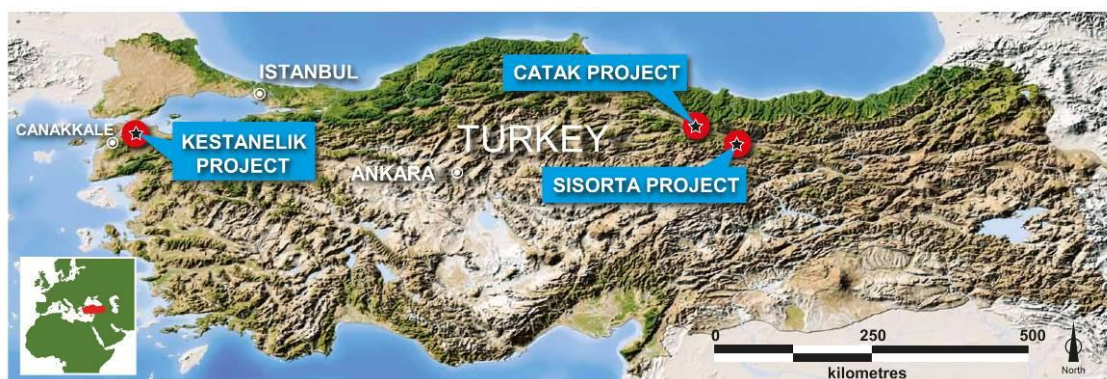 ISTANBUL
CATAK PROJECT
CANAKKALE
KESTANELIK
PROJECT
TURKEY
ANKARA
SISORTA PROJECT
0 250 500
kilometres
North